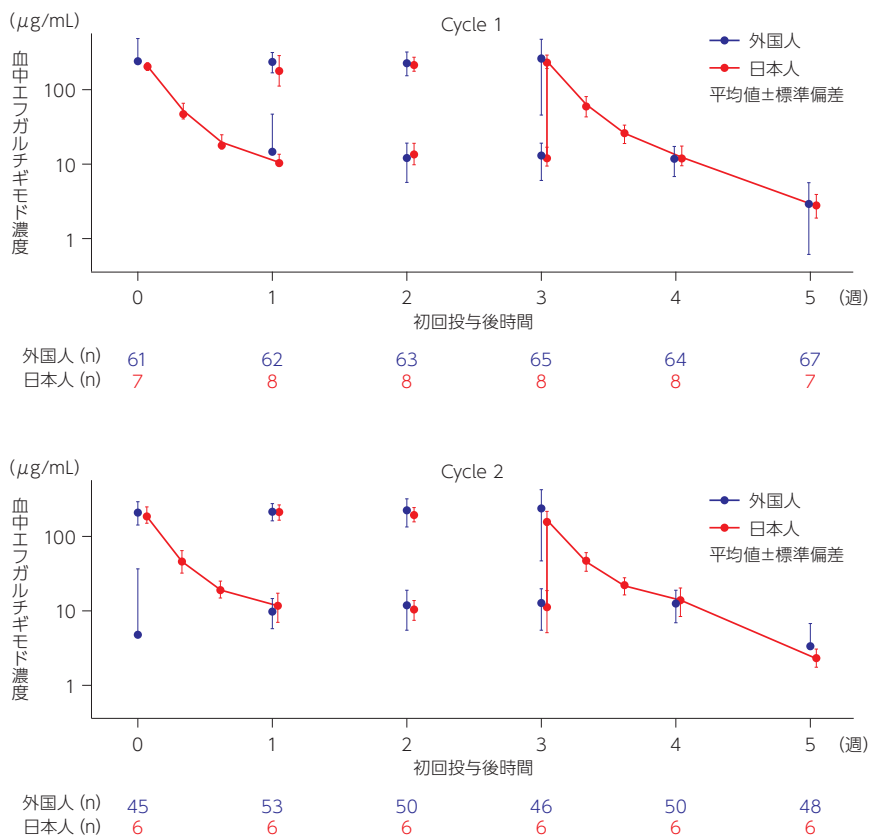 (μg/mL)
Cycle 1
血中エフガルチギモド濃度
100
10
1
外国人
日本人
平均値±標準偏差
0 1 2 3 4 5 (週)
初回投与後時間
外国人 (n) 61 62 63 65 64 67
日本人 (n) 7 8 8 8 8 7
(μg/mL)
Cycle 2
血中エフガルチギモド濃度
100
10
1
外国人
日本人
平均値±標準偏差
0 1 2 3 4 5 (週)
初回投与後時間
外国人 (n) 45 53 50 46 50 48
日本人 (n) 6 6 6 6 6 6